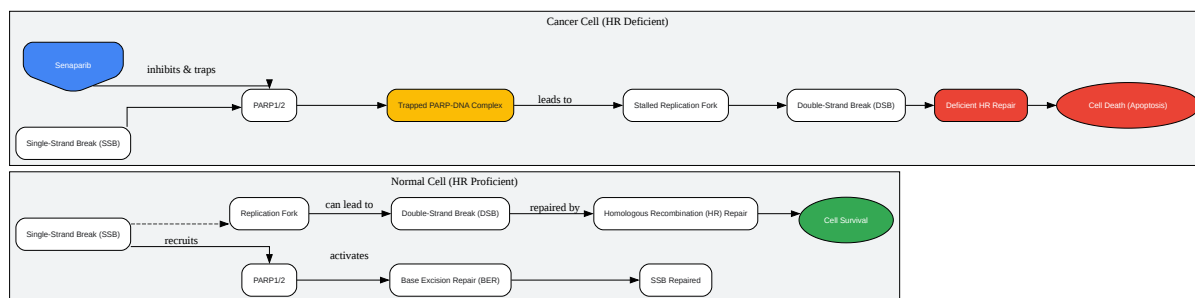 Cancer Cell (HR Deficient)
Senaparib
inhibits & traps
PARP1/2
Trapped PARP-DNA Complex
leads to
Stalled Replication Fork
Double-Strand Break (DSB)
Deficient HR Repair
Cell Death (Apoptosis)
Single-Strand Break (SSB)
Normal Cell (HR Proficient)
Single-Strand Break (SSB)
Replication Fork
can lead to
Double-Strand Break (DSB)
repaired by
Homologous Recombination (HR) Repair
Cell Survival
recruits
PARP1/2
activates
Base Excision Repair (BER)
SSB Repaired